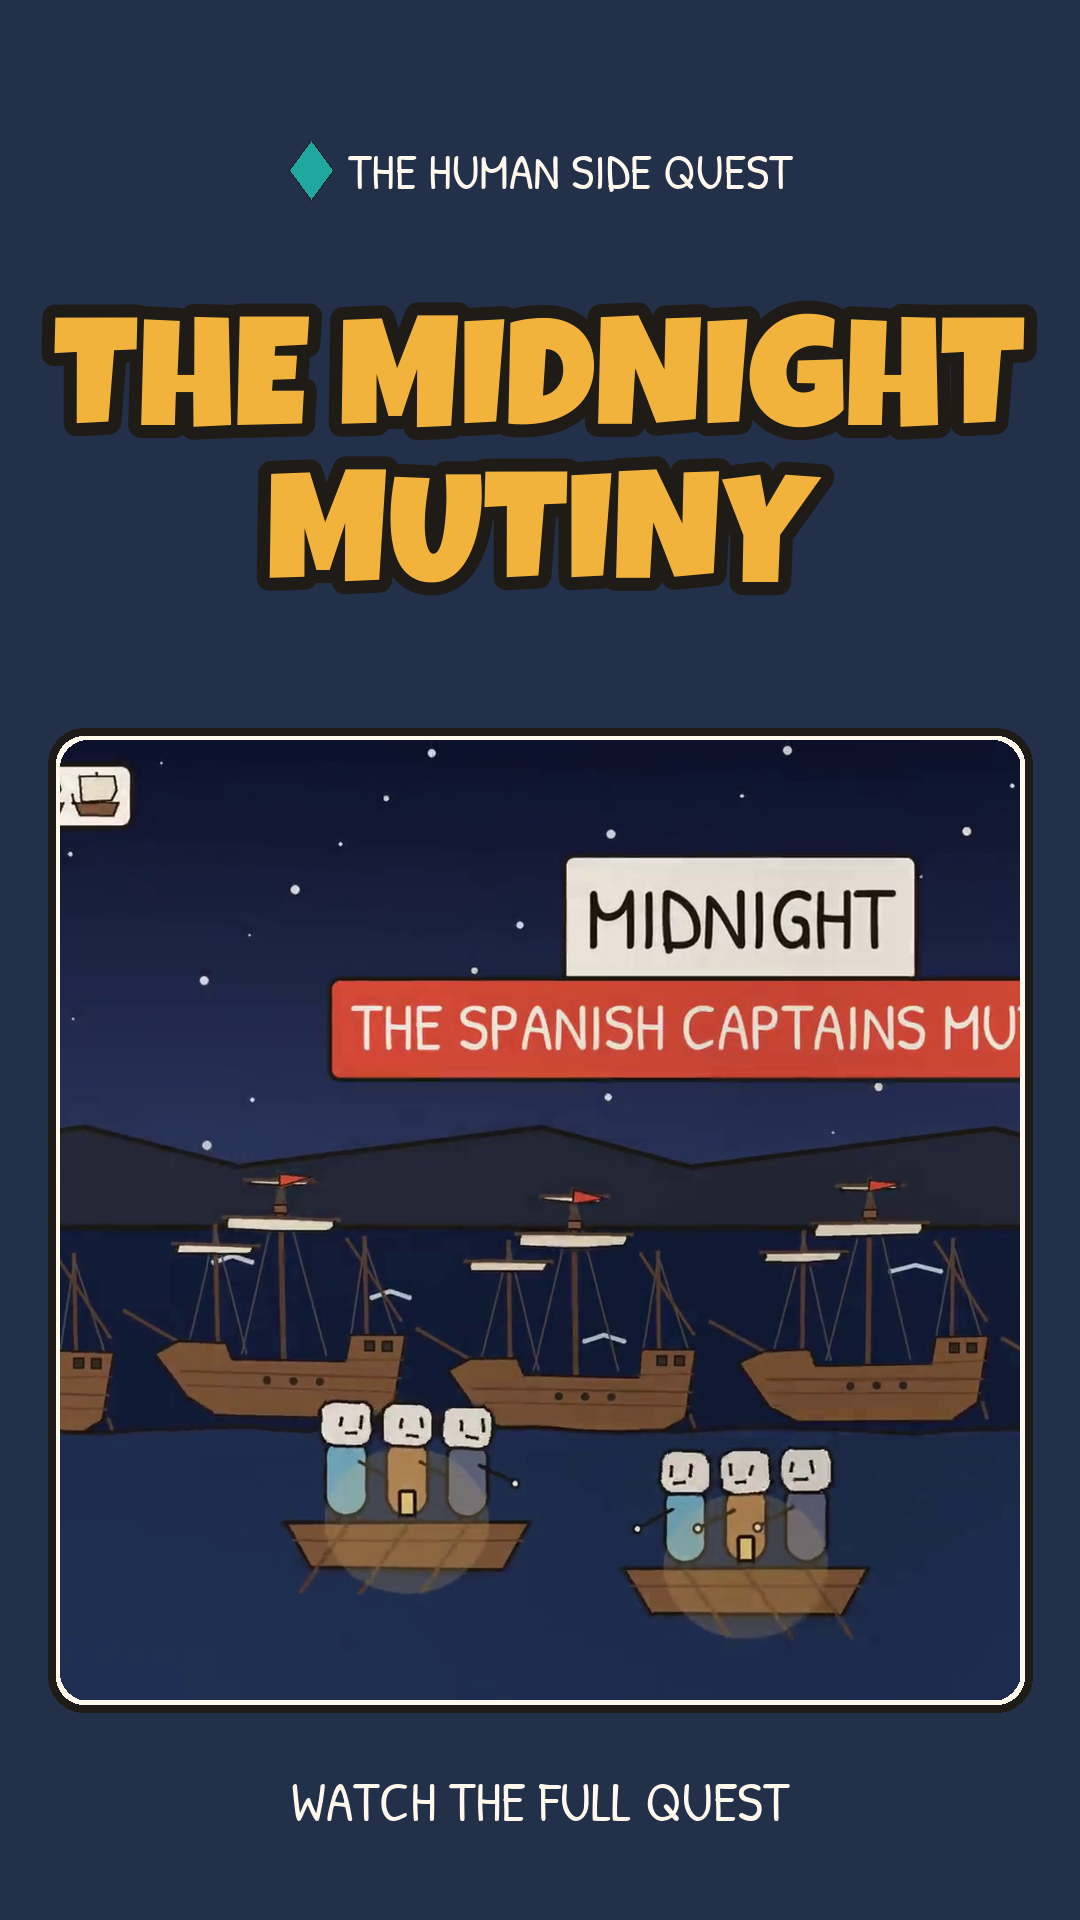 THE HUMAN SIDE QUEST
THE MIDNIGHT
MUTINY
MIDNIGHT
THE SPANISH CAPTAINS
WATCH THE FULL QUEST